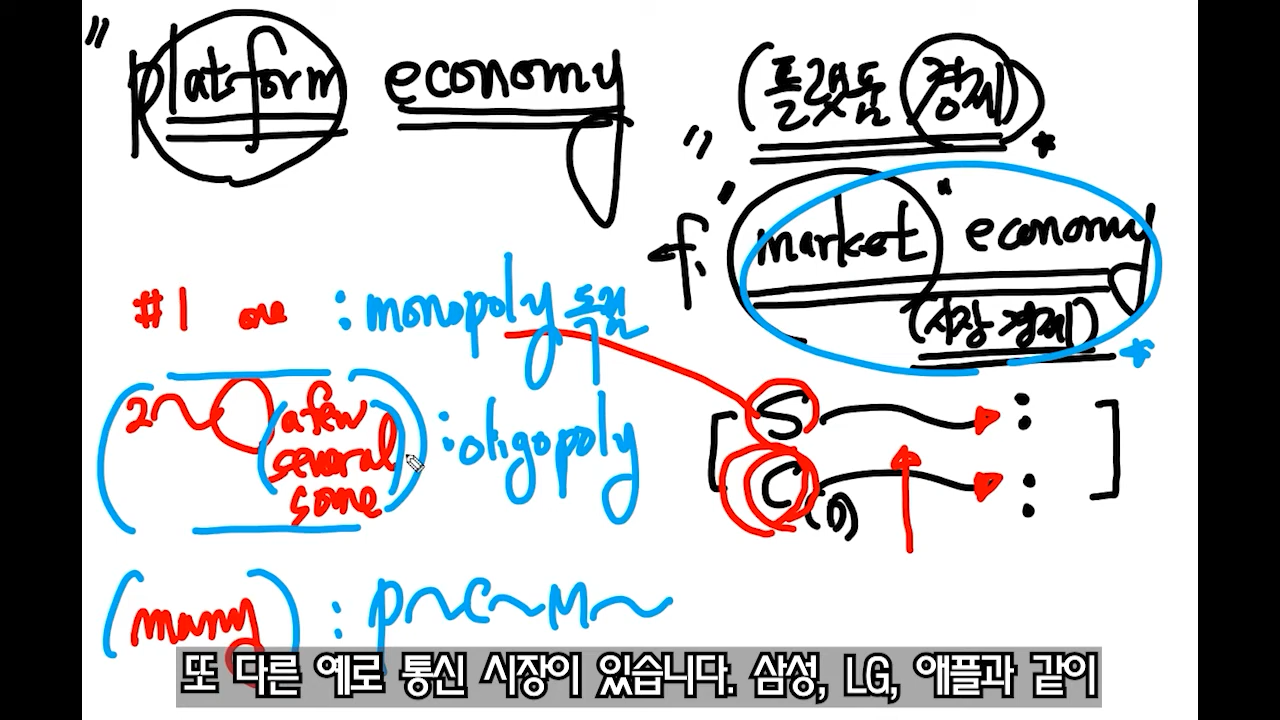 " platform economy "
(플랫폼 경제) *
cf. "market" economy
(시장 경제) *
#1 one : monopoly 독점
(2~ (a few several some)) : oligopoly
[S → :
C(D) → :]
(many) : P~ C~ M~
또 다른 예로 통신 시장이 있습니다. 삼성, LG, 애플과 같이